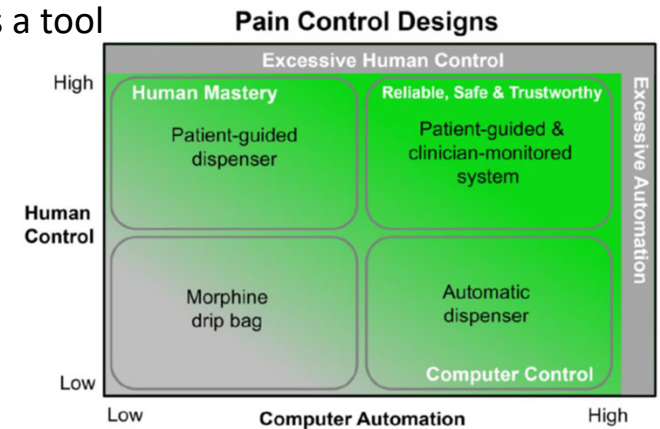 s a tool
Pain Control Designs
Excessive Human Control
High
Human Mastery
Reliable, Safe & Trustworthy
Excessive Automation
Patient-guided
dispenser
Patient-guided &
clinician-monitored
system
Human
Control
Morphine
drip bag
Automatic
dispenser
Computer Control
Low
Low
Computer Automation
High